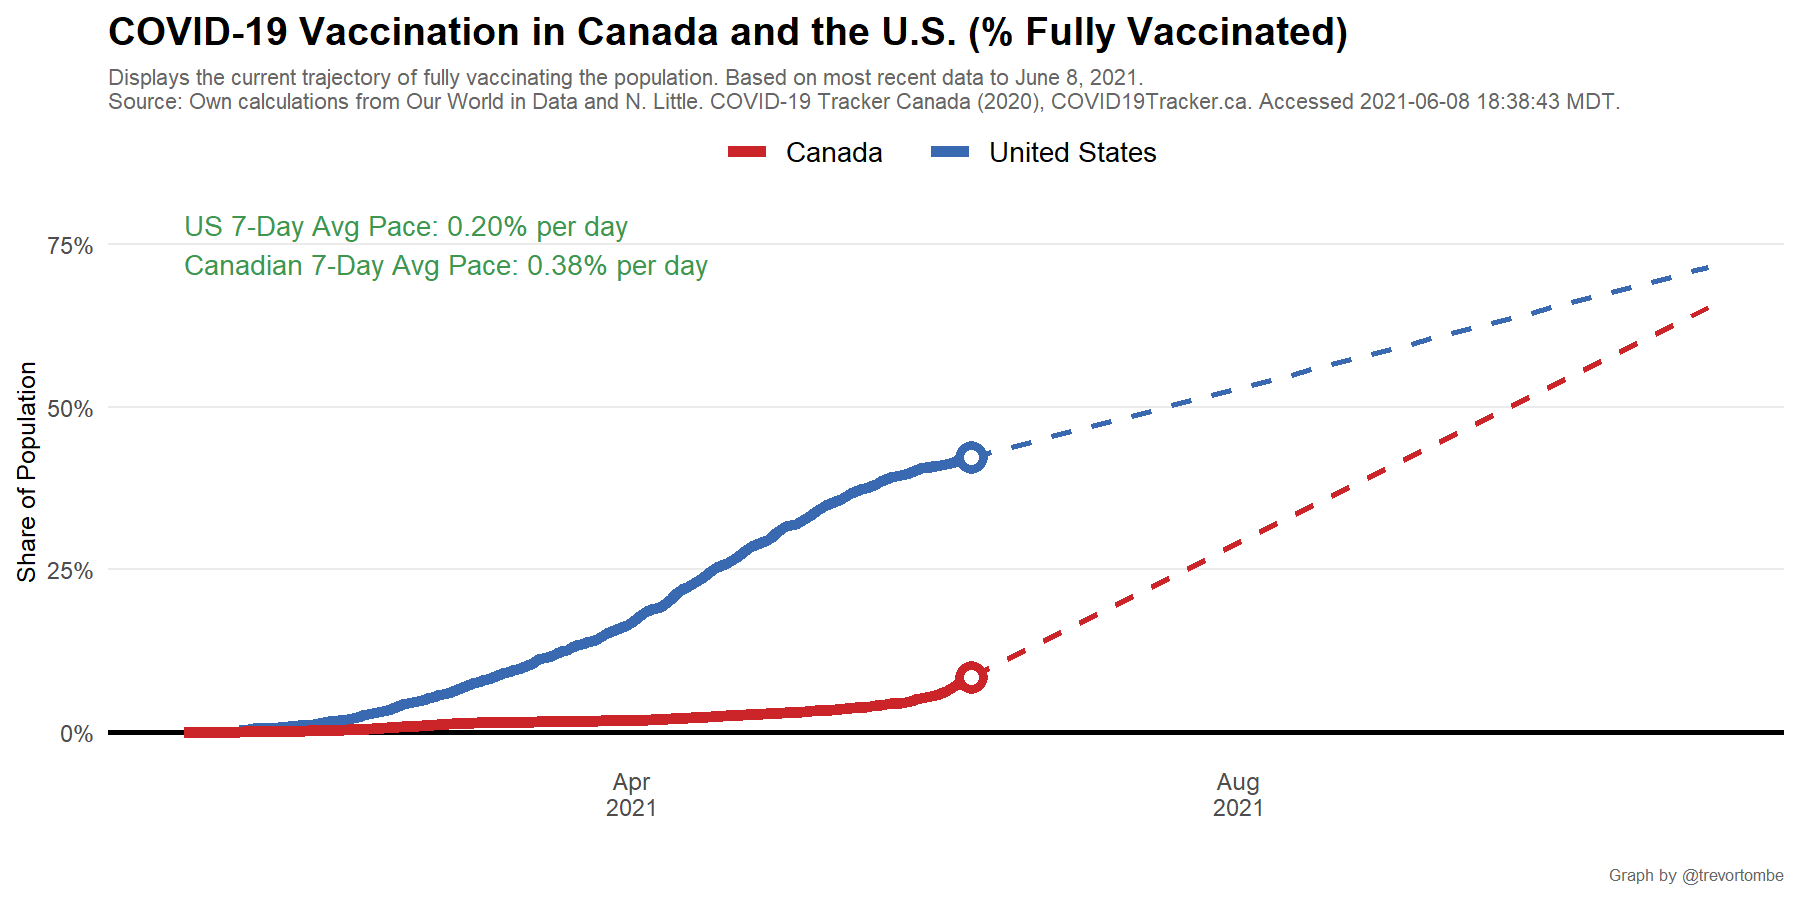 COVID-19 Vaccination in Canada and the U.S. (% Fully Vaccinated)
Displays the current trajectory of fully vaccinating the population. Based on most recent data to June 8, 2021.
Source: Own calculations from Our World in Data and N. Little. COVID-19 Tracker Canada (2020), COVID19Tracker.ca. Accessed 2021-06-08 18:38:43 MDT.
Canada
United States
US 7-Day Avg Pace: 0.20% per day
Canadian 7-Day Avg Pace: 0.38% per day
Share of Population
75%
50%
25%
0%
Apr
2021
Aug
2021
Graph by @trevortombe